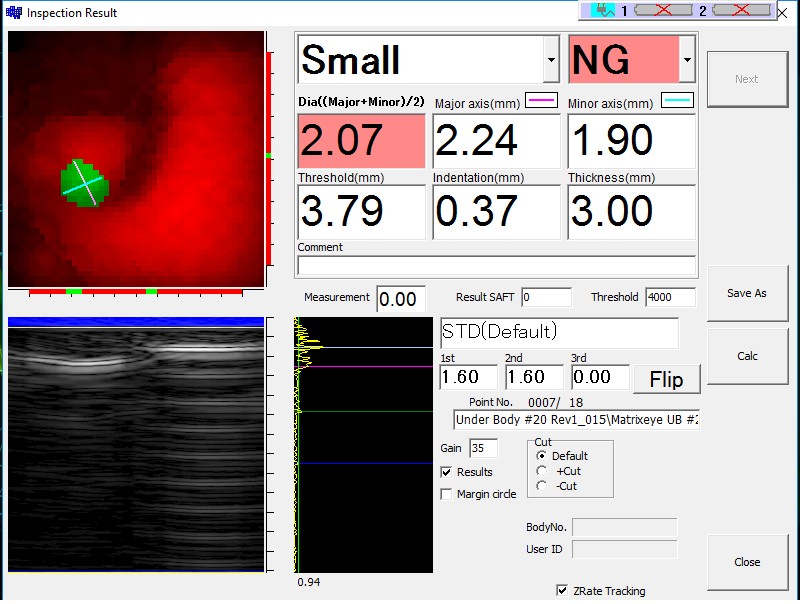 Inspection Result
1
2
Small
NG
Next
Dia((Major+Minor)/2)
Major axis(mm)
Minor axis(mm)
2.07
2.24
1.90
Threshold(mm)
Indentation(mm)
Thickness(mm)
3.79
0.37
3.00
Comment
Measurement
0.00
Result SAFT
0
Threshold
4000
Save As
STD(Default)
1st
2nd
3rd
1.60
1.60
0.00
Flip
Calc
Point No.
0007/ 18
Under Body #20 Rev1_015\Matrixeye UB #2
Gain
35
Cut
Default
+Cut
-Cut
Results
Margin circle
BodyNo.
User ID
Close
0.94
ZRate Tracking